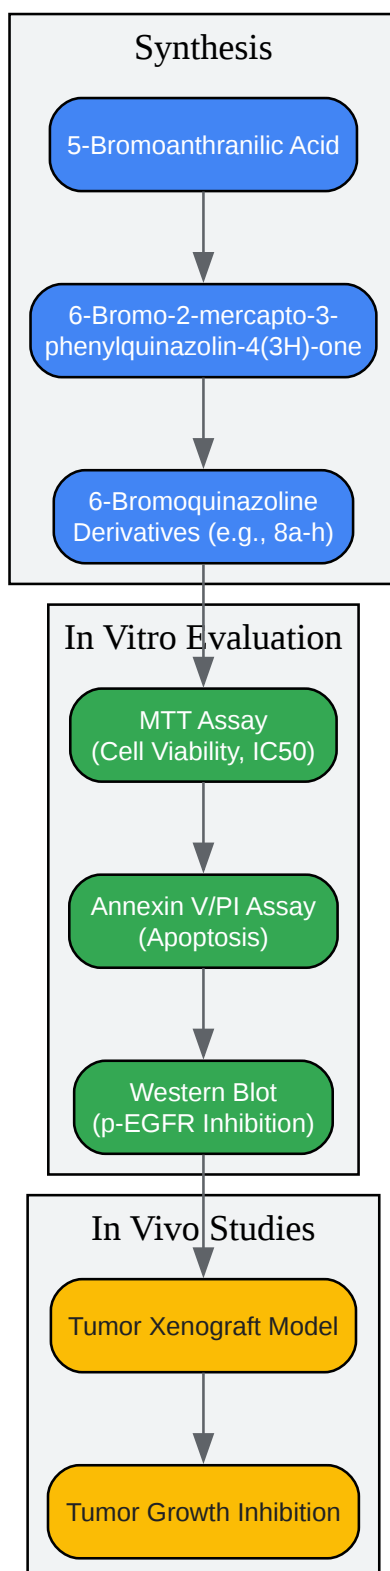 Synthesis
5-Bromoanthranilic Acid
6-Bromo-2-mercapto-3-
phenylquinazolin-4(3H)-one
6-Bromoquinazoline
Derivatives (e.g., 8a-h)
In Vitro Evaluation
MTT Assay
(Cell Viability, IC50)
Annexin V/PI Assay
(Apoptosis)
Western Blot
(p-EGFR Inhibition)
In Vivo Studies
Tumor Xenograft Model
Tumor Growth Inhibition